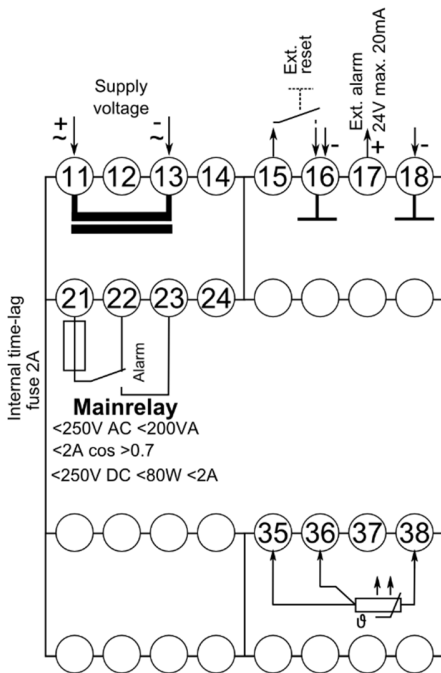 Supply
voltage
Ext.
reset
Ext. alarm
24V max. 20mA
+
~
-
~
-
+
-
11 12 13 14 15 16 17 18
21 22 23 24
Internal time-lag
fuse 2A
Alarm
Mainrelay
<250V AC <200VA
<2A cos >0.7
<250V DC <80W <2A
35 36 37 38
ϑ